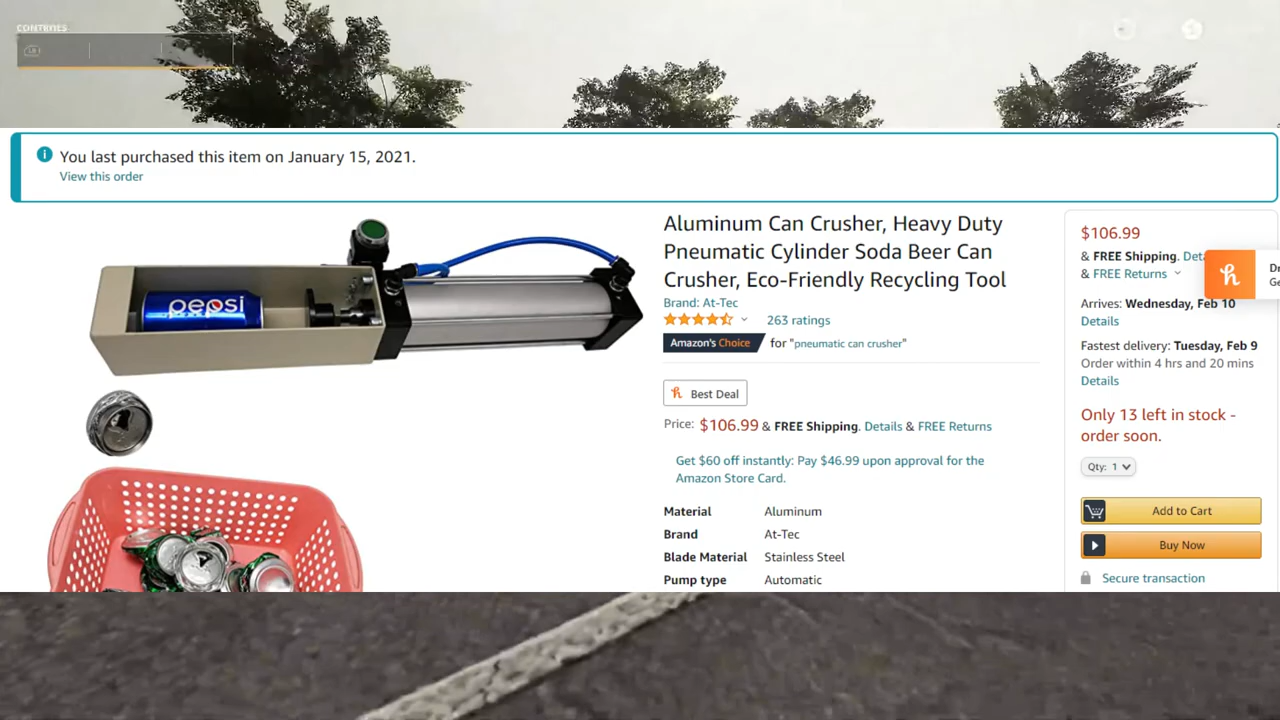 CONTROLS
You last purchased this item on January 15, 2021.
View this order
pepsi
Aluminum Can Crusher, Heavy Duty
Pneumatic Cylinder Soda Beer Can
Crusher, Eco-Friendly Recycling Tool
Brand: At-Tec
263 ratings
Amazon's Choice for "pneumatic can crusher"
Best Deal
Price: $106.99 & FREE Shipping. Details & FREE Returns
Get $60 off instantly: Pay $46.99 upon approval for the
Amazon Store Card.
Material Aluminum
Brand At-Tec
Blade Material Stainless Steel
Pump type Automatic
$106.99
& FREE Shipping.
& FREE Returns
Arrives: Wednesday, Feb 10
Details
Fastest delivery: Tuesday, Feb 9
Order within 4 hrs and 20 mins
Details
Only 13 left in stock -
order soon.
Qty: 1
Add to Cart
Buy Now
Secure transaction